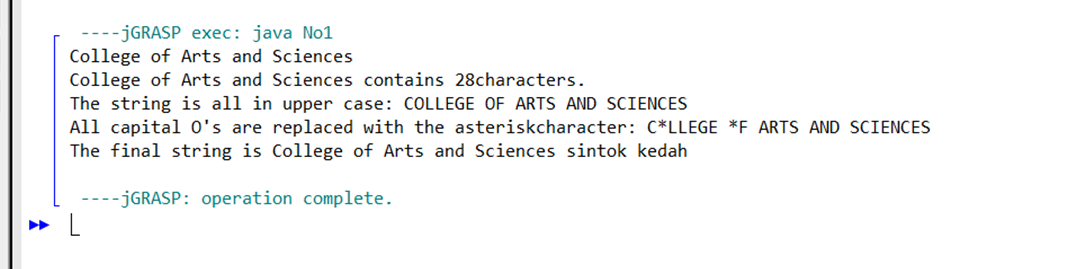 ----jGRASP exec: java No1
College of Arts and Sciences
College of Arts and Sciences contains 28characters.
The string is all in upper case: COLLEGE OF ARTS AND SCIENCES
All capital O's are replaced with the asteriskcharacter: C*LLEGE *F ARTS AND SCIENCES
The final string is College of Arts and Sciences sintok kedah
----jGRASP: operation complete.